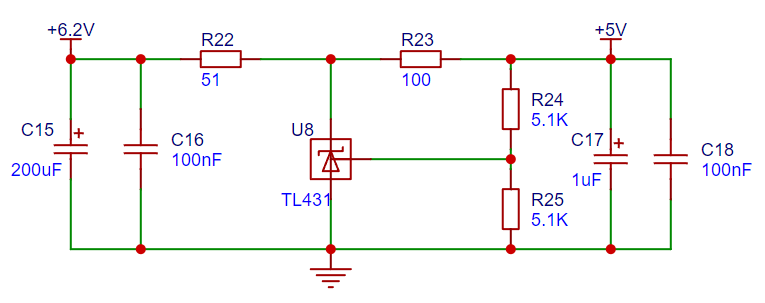 +6.2V
+5V
R22
51
R23
100
R24
5.1K
C15
200uF
C16
100nF
U8
TL431
C17
1uF
C18
100nF
R25
5.1K